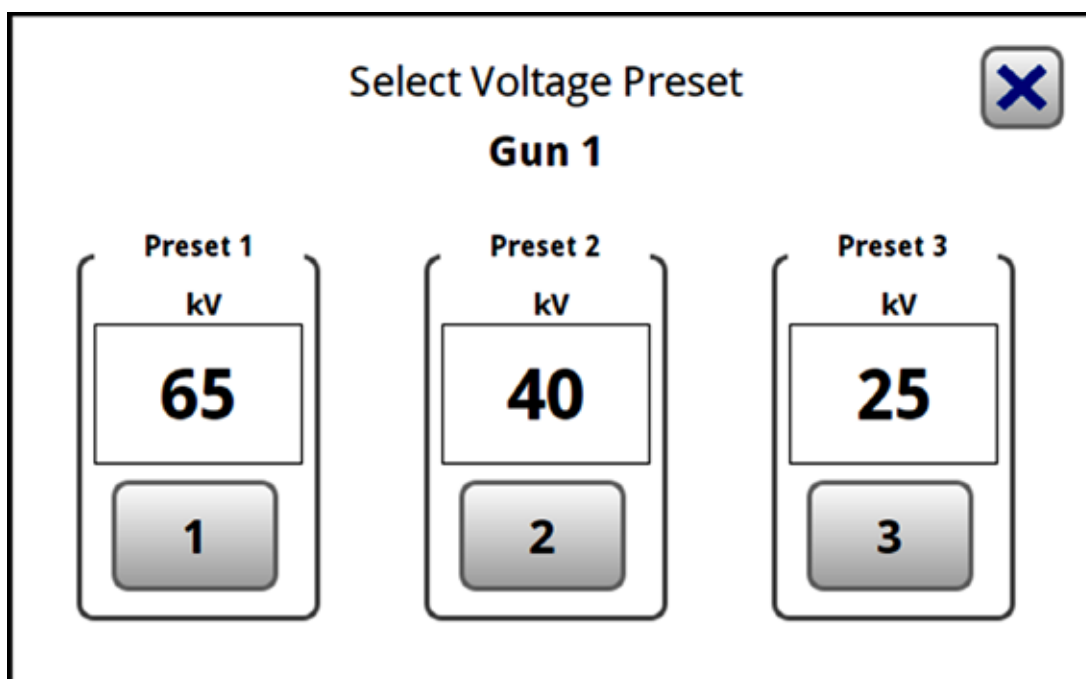 Select Voltage Preset
Gun 1
Preset 1
kV
65
1
Preset 2
kV
40
2
Preset 3
kV
25
3